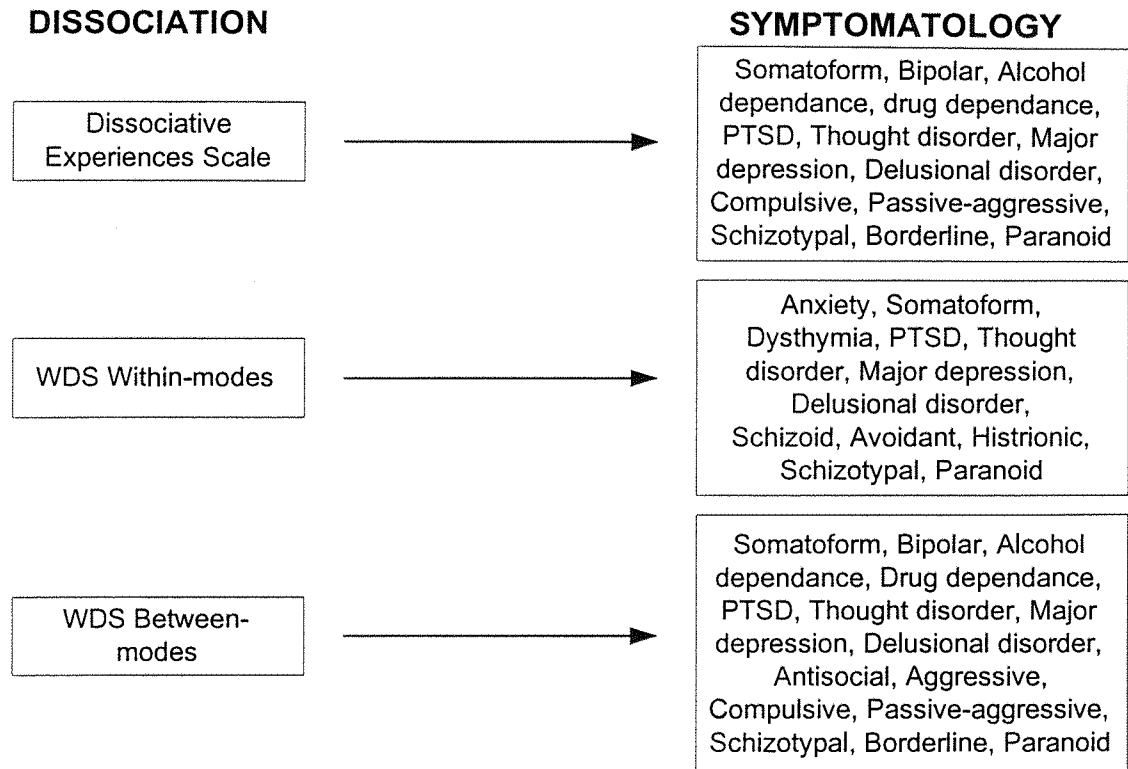 DISSOCIATION
SYMPTOMATOLOGY
Dissociative
Experiences Scale
Somatoform, Bipolar, Alcohol
dependance, drug dependance,
PTSD, Thought disorder, Major
depression, Delusional disorder,
Compulsive, Passive-aggressive,
Schizotypal, Borderline, Paranoid
WDS Within-modes
Anxiety, Somatoform,
Dysthymia, PTSD, Thought
disorder, Major depression,
Delusional disorder,
Schizoid, Avoidant, Histrionic,
Schizotypal, Paranoid
WDS Between-
modes
Somatoform, Bipolar, Alcohol
dependance, Drug dependance,
PTSD, Thought disorder, Major
depression, Delusional disorder,
Antisocial, Aggressive,
Compulsive, Passive-aggressive,
Schizotypal, Borderline, Paranoid